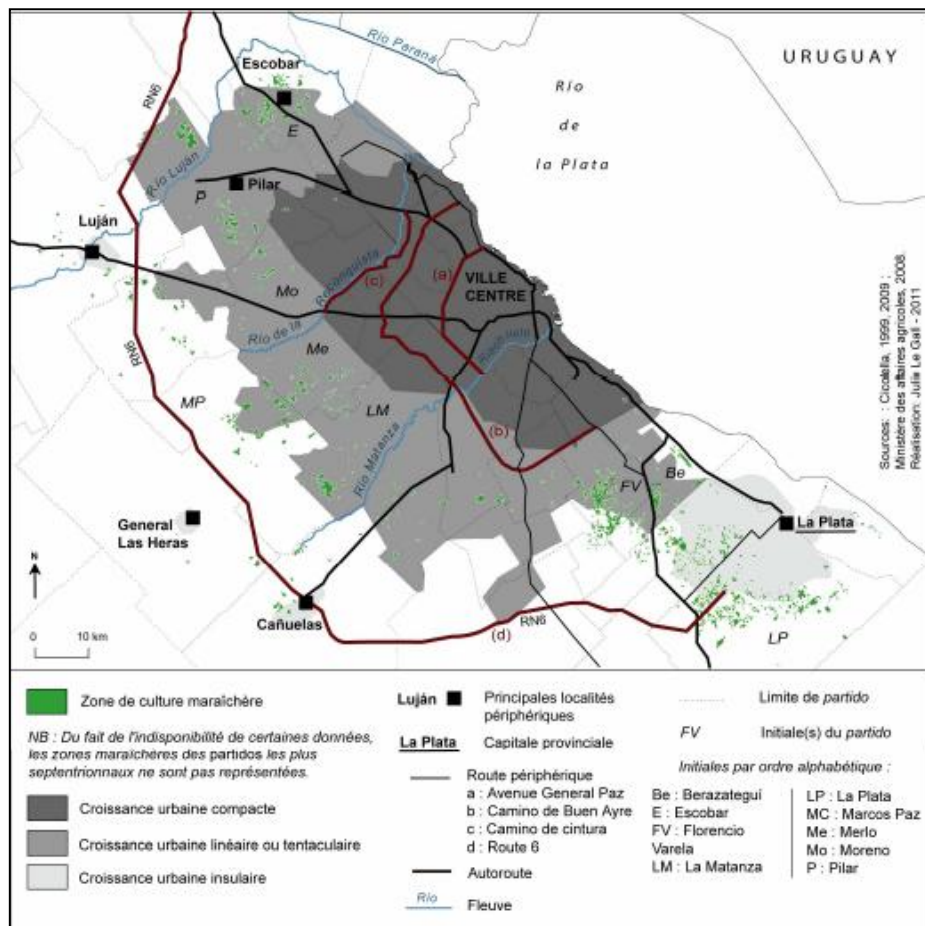 URUGUAY
Río Paraná
Escobar
Río
de
la Plata
RN6
E
Río Luján
Pilar
P
Luján
Reconquista
(c)
(a)
VILLE
CENTRE
Mo
Río de la
Riachuelo
RN6
Me
MP
LM
(b)
Río Matanza
Be
FV
General
Las Heras
La Plata
N
Cañuelas
0 10 km
(d)
RN6
LP
Sources: : Ciccolella, 1999, 2009 ;
Ministère des affaires agricoles, 2008.
Réalisation: Julie Le Gall - 2011
Zone de culture maraîchère
NB : Du fait de l'indisponibilité de certaines données,
les zones maraîchères des partidos les plus
septentrionnaux ne sont pas représentées.
Croissance urbaine compacte
Croissance urbaine linéaire ou tentaculaire
Croissance urbaine insulaire
Luján
Principales localités
périphériques
La Plata
Capitale provinciale
Route périphérique
a : Avenue General Paz
b : Camino de Buen Ayre
c : Camino de cintura
d : Route 6
Autoroute
Río
Fleuve
Limite de partido
FV
Initiale(s) du partido
Initiales par ordre alphabétique :
Be : Berazategui
E : Escobar
FV : Florencio
Varela
LM : La Matanza
LP : La Plata
MC : Marcos Paz
Me : Merlo
Mo : Moreno
P : Pilar